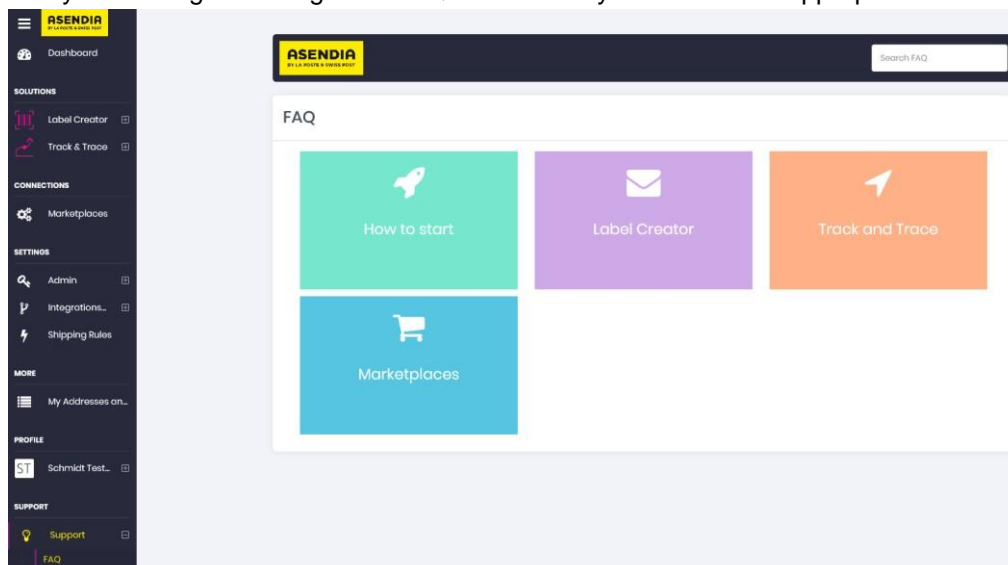 ASENDIA
BY LA POSTE & SWISS POST
Dashboard
SOLUTIONS
Label Creator
Track & Trace
CONNECTIONS
Marketplaces
SETTINGS
Admin
Integrations...
Shipping Rules
MORE
My Addresses an...
PROFILE
ST Schmidt Test...
SUPPORT
Support
FAQ
ASENDIA
BY LA POSTE & SWISS POST
Search FAQ
FAQ
How to start
Label Creator
Track and Trace
Marketplaces